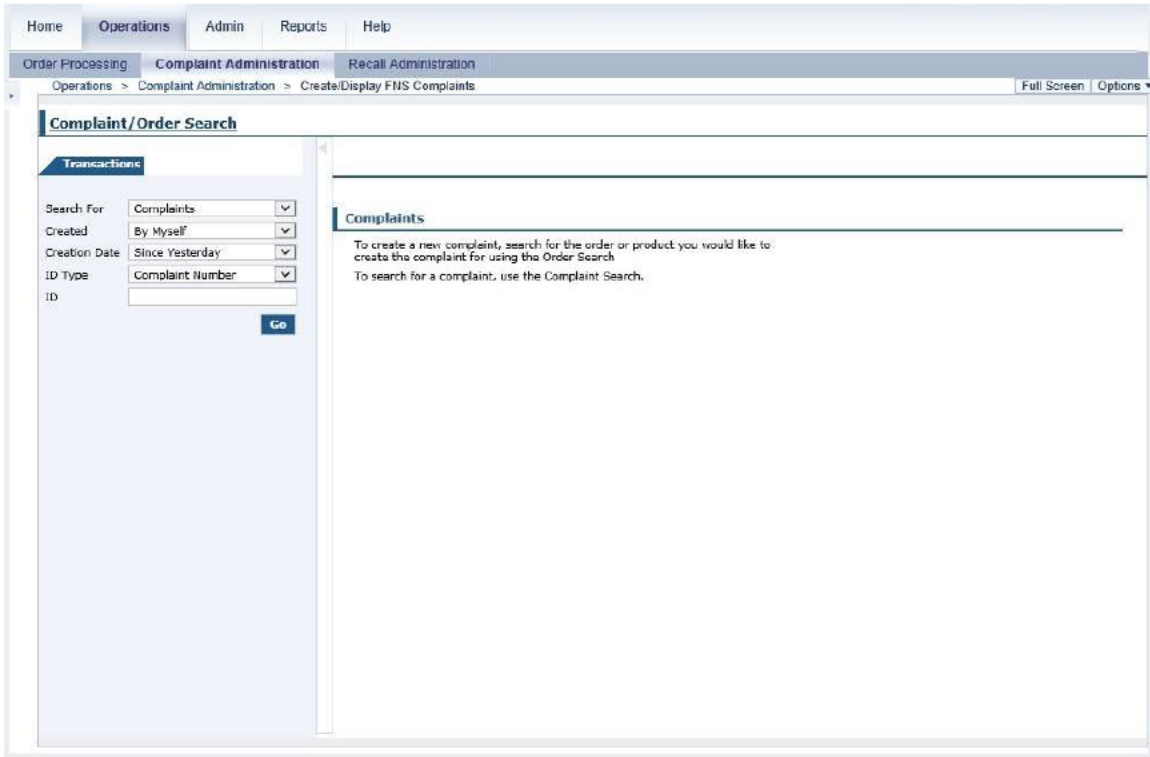 Home Operations Admin Reports Help
Order Processing Complaint Administration Recall Administration
Operations > Complaint Administration > Create/Display FNS Complaints Full Screen Options
Complaint/Order Search
Transactions
Search For Complaints
Created By Myself
Creation Date Since Yesterday
ID Type Complaint Number
ID
Go
Complaints
To create a new complaint, search for the order or product you would like to
create the complaint for using the Order Search
To search for a complaint, use the Complaint Search.